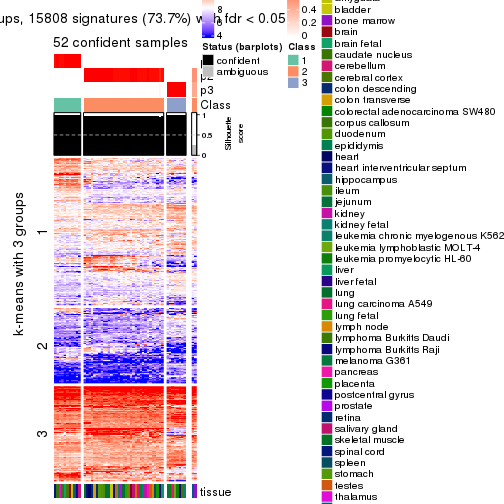 ups, 15808 signatures (73.7%) with fdr < 0.05
52 confident samples
p2
p3
Class
1
0.5
0
Silhouette
score
k-means with 3 groups
1
2
3
tissue
8
6
4
Status (barplots)
confident
ambiguous
0.4
0.2
0
Class
1
2
3
amygdala
bladder
bone marrow
brain
brain fetal
caudate nucleus
cerebellum
cerebral cortex
colon descending
colon transverse
colorectal adenocarcinoma SW480
corpus callosum
duodenum
epididymis
heart
heart interventricular septum
hippocampus
ileum
jejunum
kidney
kidney fetal
leukemia chronic myelogenous K562
leukemia lymphoblastic MOLT-4
leukemia promyelocytic HL-60
liver
liver fetal
lung
lung carcinoma A549
lung fetal
lymph node
lymphoma Burkitts Daudi
lymphoma Burkitts Raji
melanoma G361
pancreas
placenta
postcentral gyrus
prostate
retina
salivary gland
skeletal muscle
spinal cord
spleen
stomach
testes
thalamus